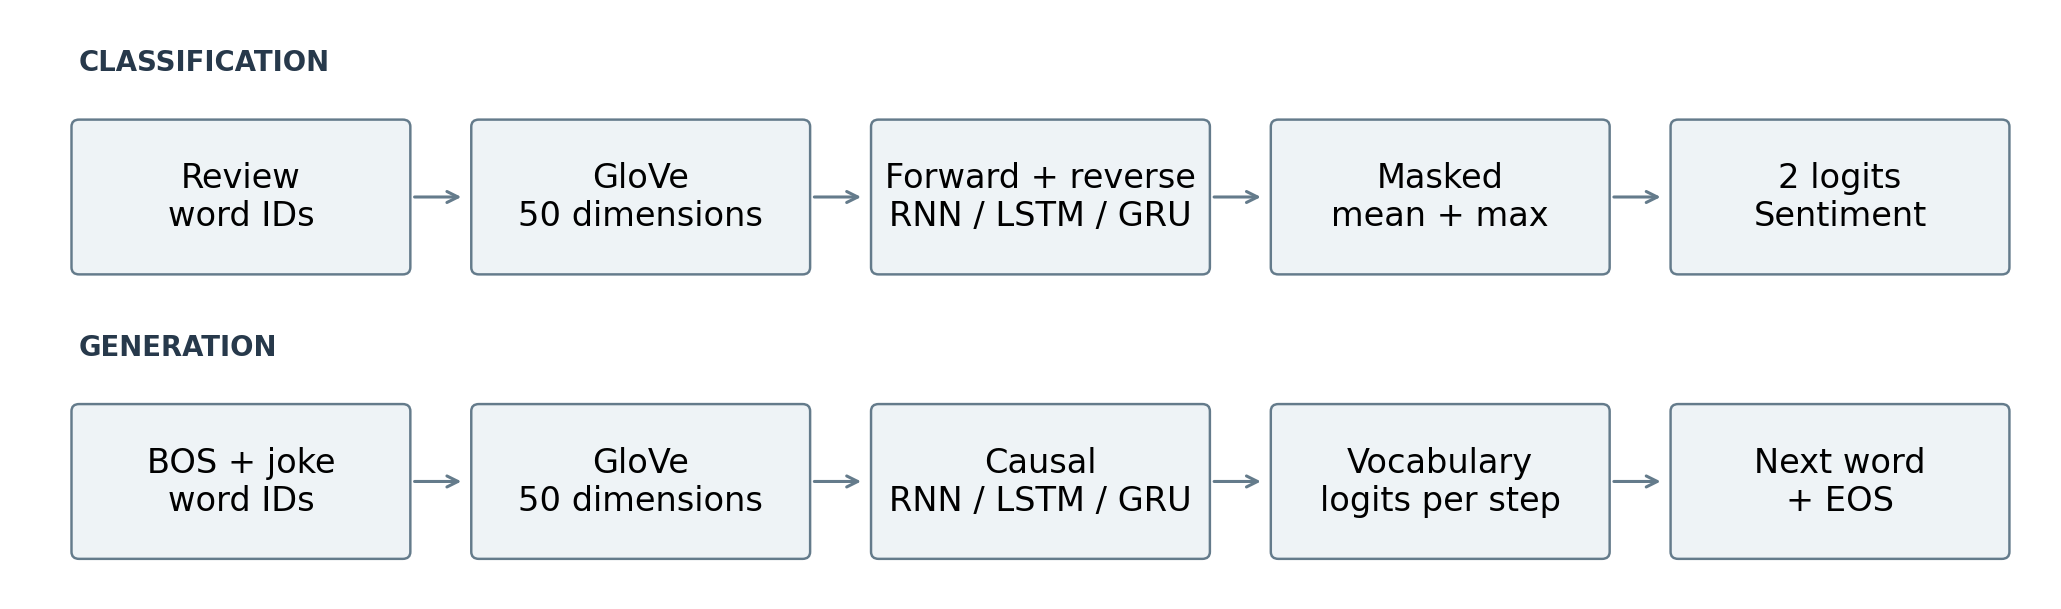 CLASSIFICATION
Review
word IDs
GloVe
50 dimensions
Forward + reverse
RNN / LSTM / GRU
Masked
mean + max
2 logits
Sentiment
GENERATION
BOS + joke
word IDs
GloVe
50 dimensions
Causal
RNN / LSTM / GRU
Vocabulary
logits per step
Next word
+ EOS